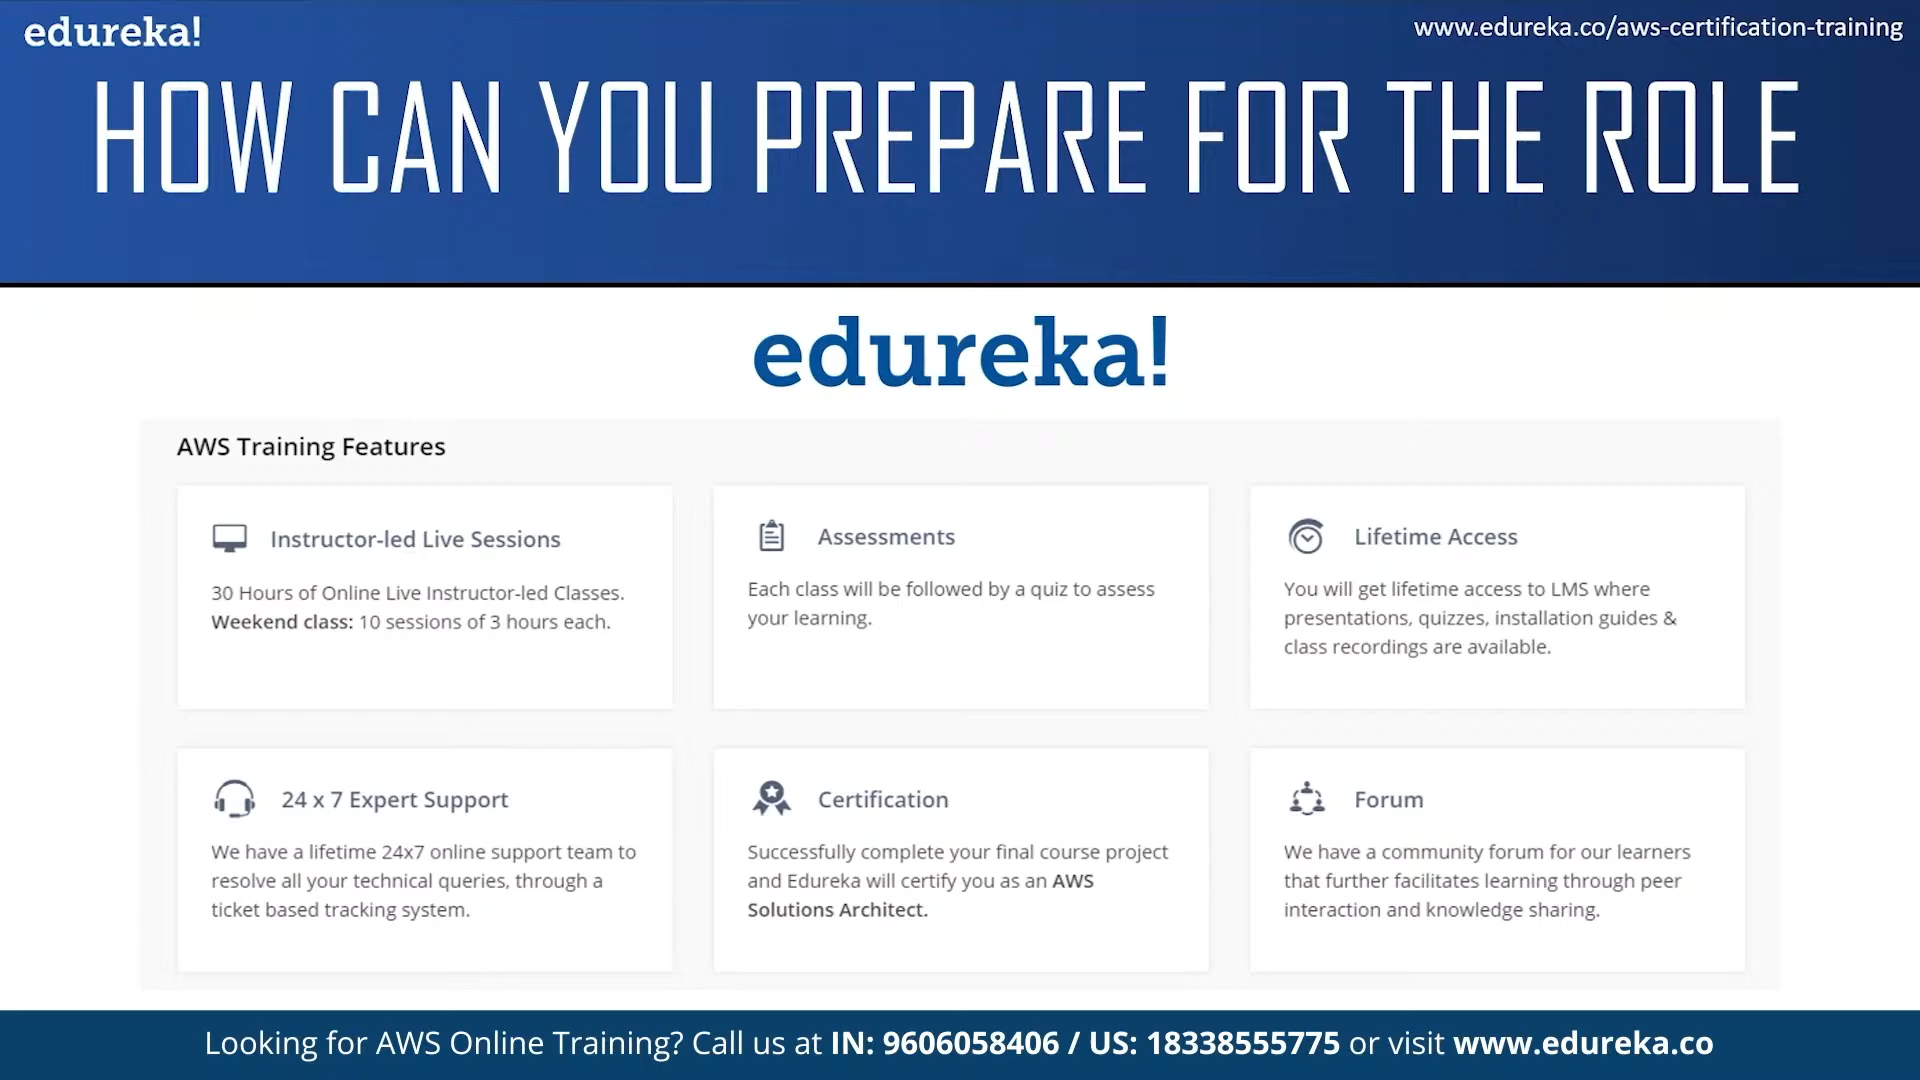 edureka!
www.edureka.co/aws-certification-training
HOW CAN YOU PREPARE FOR THE ROLE
edureka!
AWS Training Features
Instructor-led Live Sessions
30 Hours of Online Live Instructor-led Classes.
Weekend class: 10 sessions of 3 hours each.
Assessments
Each class will be followed by a quiz to assess
your learning.
Lifetime Access
You will get lifetime access to LMS where
presentations, quizzes, installation guides &
class recordings are available.
24 x 7 Expert Support
We have a lifetime 24x7 online support team to
resolve all your technical queries, through a
ticket based tracking system.
Certification
Successfully complete your final course project
and Edureka will certify you as an AWS
Solutions Architect.
Forum
We have a community forum for our learners
that further facilitates learning through peer
interaction and knowledge sharing.
Looking for AWS Online Training? Call us at IN: 9606058406 / US: 18338555775 or visit www.edureka.co